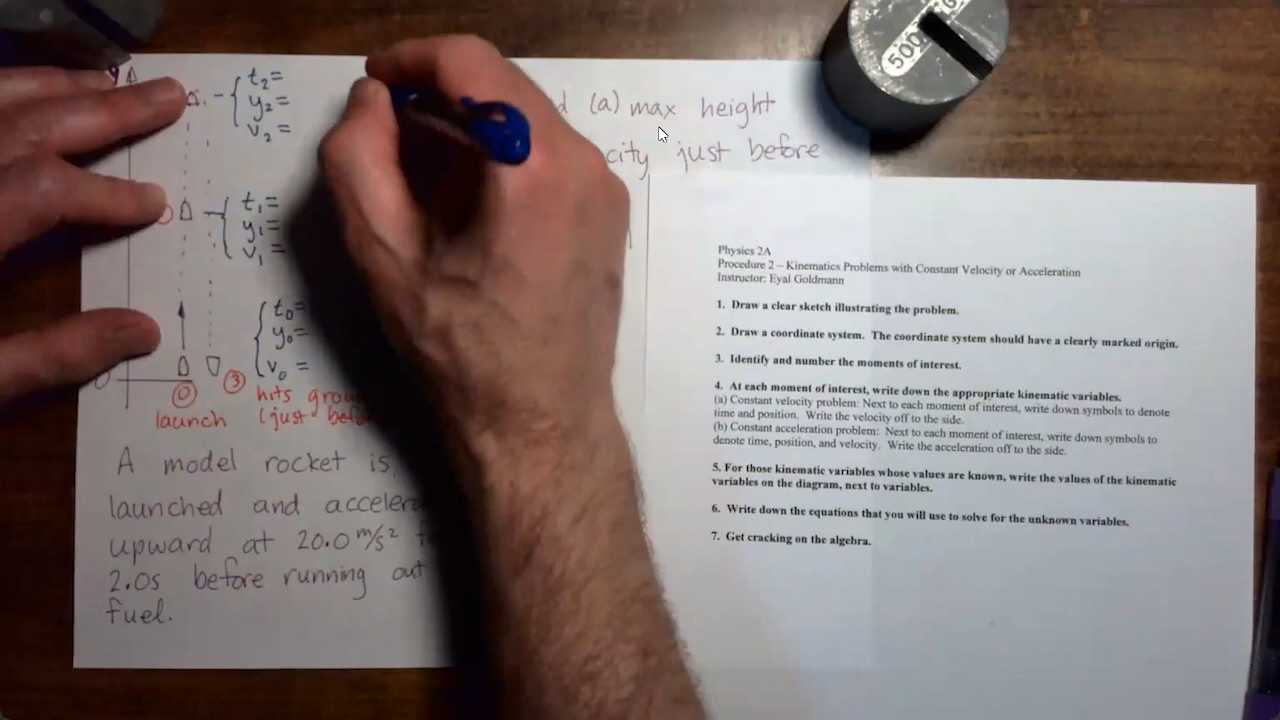 y
t₂=
y₂=
v₂ =
(a) max height
just before
t₁=
y₁=
v₁ =
t₀=
y₀=
v₀ =
0
0
3 hits
launch (just
A model rocket is
launched and
upward at 20.0 m/s²
2.0s before running out
fuel.
500
Physics 2A
Procedure 2 – Kinematics Problems with Constant Velocity or Acceleration
Instructor: Eyal Goldmann
1. Draw a clear sketch illustrating the problem.
2. Draw a coordinate system. The coordinate system should have a clearly marked origin.
3. Identify and number the moments of interest.
4. At each moment of interest, write down the appropriate kinematic variables.
(a) Constant velocity problem: Next to each moment of interest, write down symbols to denote
time and position. Write the velocity off to the side.
(b) Constant acceleration problem: Next to each moment of interest, write down symbols to
denote time, position, and velocity. Write the acceleration off to the side.
5. For those kinematic variables whose values are known, write the values of the kinematic
variables on the diagram, next to variables.
6. Write down the equations that you will use to solve for the unknown variables.
7. Get cracking on the algebra.